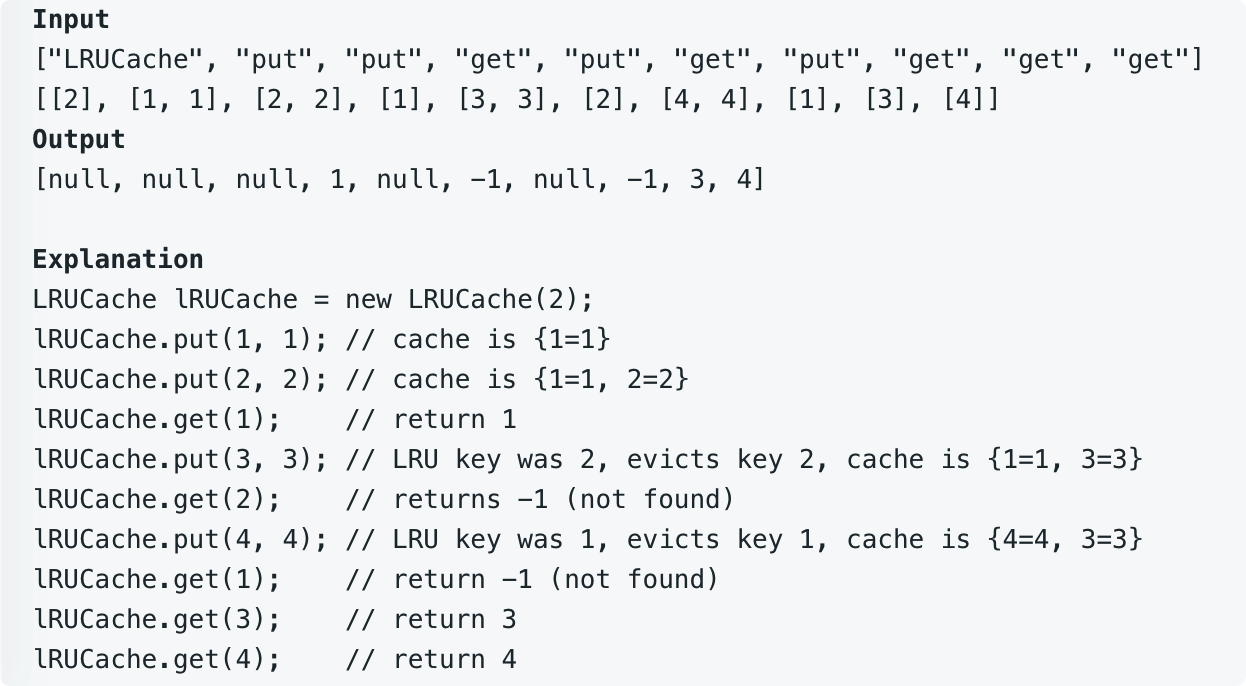 Input
["LRUCache", "put", "put", "get", "put", "get", "put", "get", "get", "get"]
[[2], [1, 1], [2, 2], [1], [3, 3], [2], [4, 4], [1], [3], [4]]
Output
[null, null, null, 1, null, -1, null, -1, 3, 4]

Explanation
LRUCache lRUCache = new LRUCache(2);
lRUCache.put(1, 1); // cache is {1=1}
lRUCache.put(2, 2); // cache is {1=1, 2=2}
lRUCache.get(1);    // return 1
lRUCache.put(3, 3); // LRU key was 2, evicts key 2, cache is {1=1, 3=3}
lRUCache.get(2);    // returns -1 (not found)
lRUCache.put(4, 4); // LRU key was 1, evicts key 1, cache is {4=4, 3=3}
lRUCache.get(1);    // return -1 (not found)
lRUCache.get(3);    // return 3
lRUCache.get(4);    // return 4